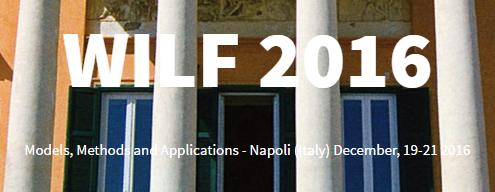 WILF 2016
Models, Methods and Applications - Napoli (Italy) December, 19-21 2016